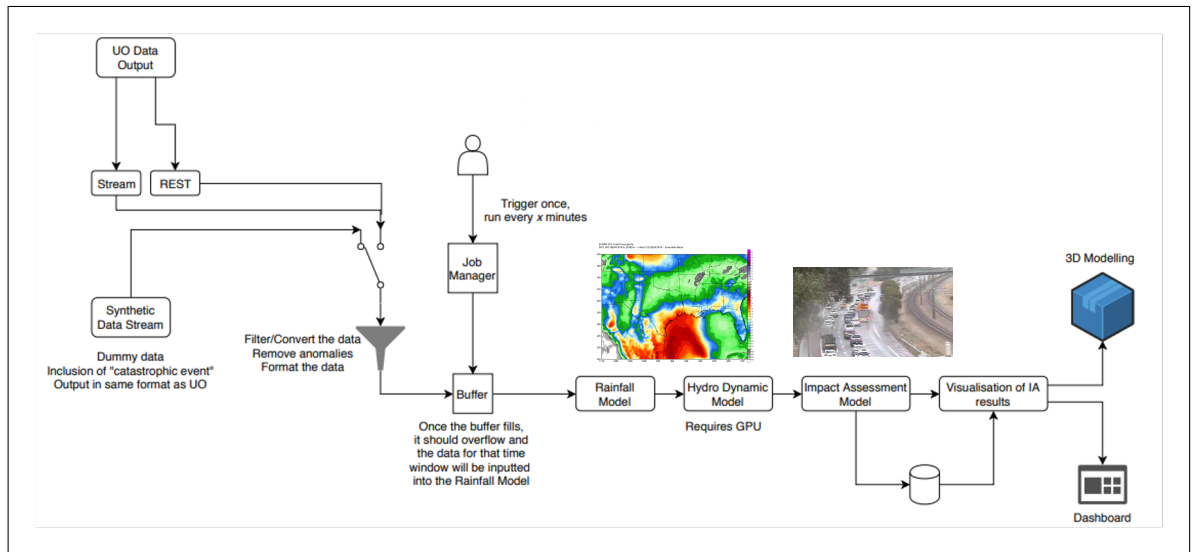 UO Data
Output
Stream
REST
Trigger once,
run every x minutes
Job
Manager
3D Modelling
Synthetic
Data Stream
Dummy data
Inclusion of "catastrophic event"
Output in same format as UO
Filter/Convert the data
Remove anomalies
Format the data
Buffer
Once the buffer fills,
it should overflow and
the data for that time
window will be inputted
into the Rainfall Model
Rainfall
Model
Hydro Dynamic
Model
Requires GPU
Impact Assessment
Model
Visualisation of IA
results
Dashboard